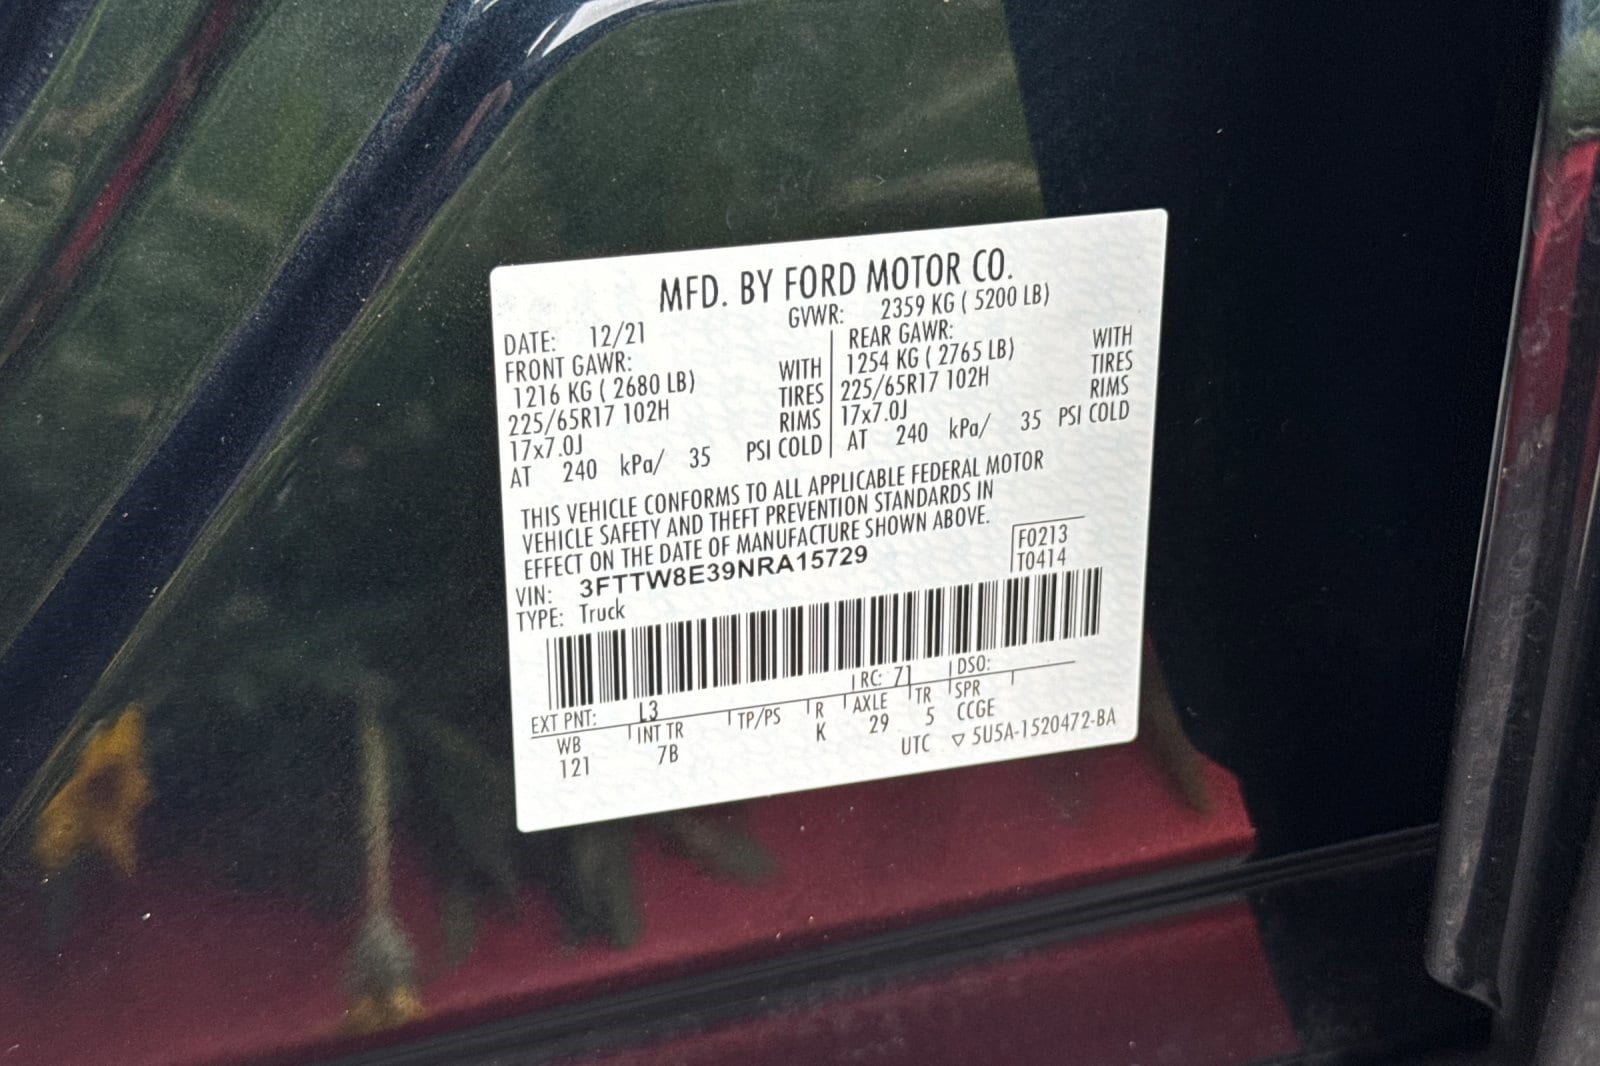 MFD. BY FORD MOTOR CO.
DATE: 12/21 GVWR: 2359 KG ( 5200 LB)
FRONT GAWR: REAR GAWR:
1216 KG ( 2680 LB) WITH 1254 KG ( 2765 LB) WITH
225/65R17 102H TIRES 225/65R17 102H TIRES
17x7.0J RIMS 17x7.0J RIMS
AT 240 kPa/ 35 PSI COLD AT 240 kPa/ 35 PSI COLD
THIS VEHICLE CONFORMS TO ALL APPLICABLE FEDERAL MOTOR
VEHICLE SAFETY AND THEFT PREVENTION STANDARDS IN
EFFECT ON THE DATE OF MANUFACTURE SHOWN ABOVE.
VIN: 3FTTW8E39NRA15729 F0213
TYPE: Truck T0414
EXT PNT: L3 RC: 71 DSO:
WB INT TR TP/PS R AXLE TR SPR
121 7B K 29 5 CCGE
UTC ▽ 5U5A-1520472-BA